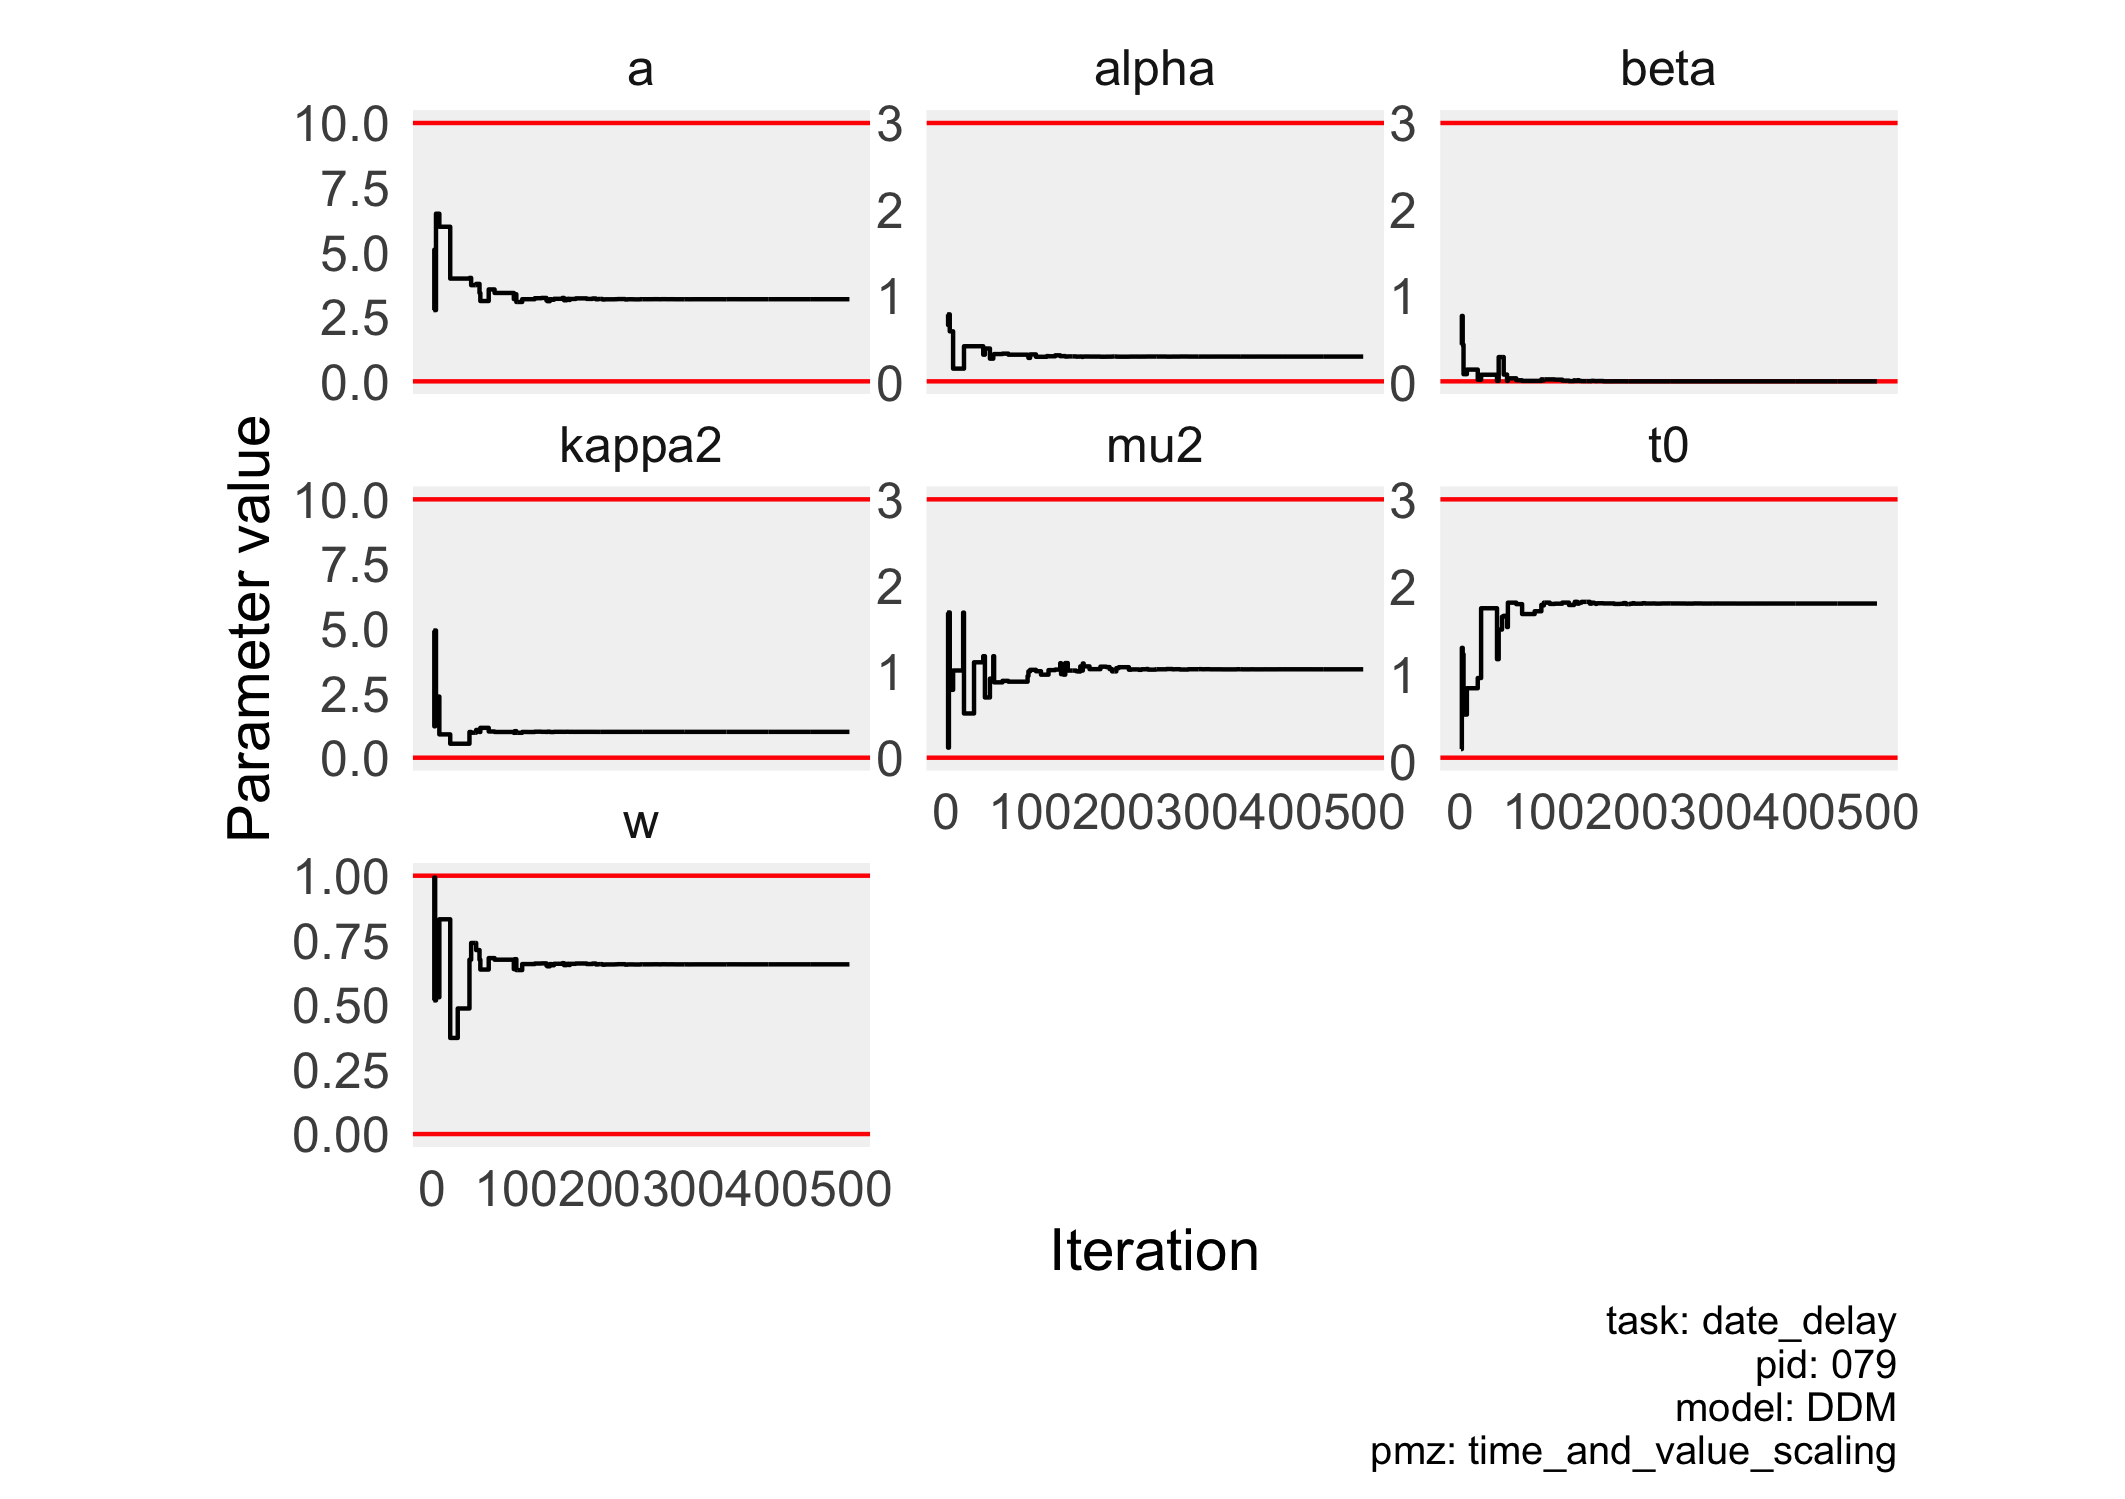 a
alpha
beta
10.0
7.5
5.0
2.5
0.0
3
2
1
0
3
2
1
0
kappa2
mu2
t0
10.0
7.5
5.0
2.5
0.0
3
2
1
0
3
2
1
0
0 100200300400500
0 100200300400500
w
1.00
0.75
0.50
0.25
0.00
0 100200300400500
Parameter value
Iteration
task: date_delay
pid: 079
model: DDM
pmz: time_and_value_scaling